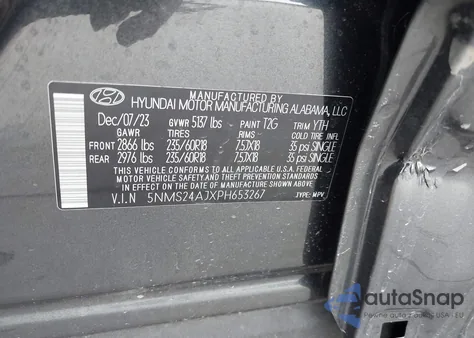 MANUFACTURED BY
HYUNDAI MOTOR MANUFACTURING ALABAMA, LLC
Dec/07/23 GVWR 5137 lbs PAINT T2G TRIM YTH
GAWR TIRES RIMS COLD TIRE INFL
FRONT 2866 lbs 235/60R18 7.5JX18 35 psi SINGLE
REAR 2976 lbs 235/60R18 7.5JX18 35 psi SINGLE
THIS VEHICLE CONFORMS TO ALL APPLICABLE FEDERAL
MOTOR VEHICLE SAFETY AND THEFT PREVENTION
STANDARDS IN EFFECT ON THE DATE OF
MANUFACTURE SHOWN ABOVE
V.I.N 5NMS24AJXPH653267 TYPE: MPV
autaSnap